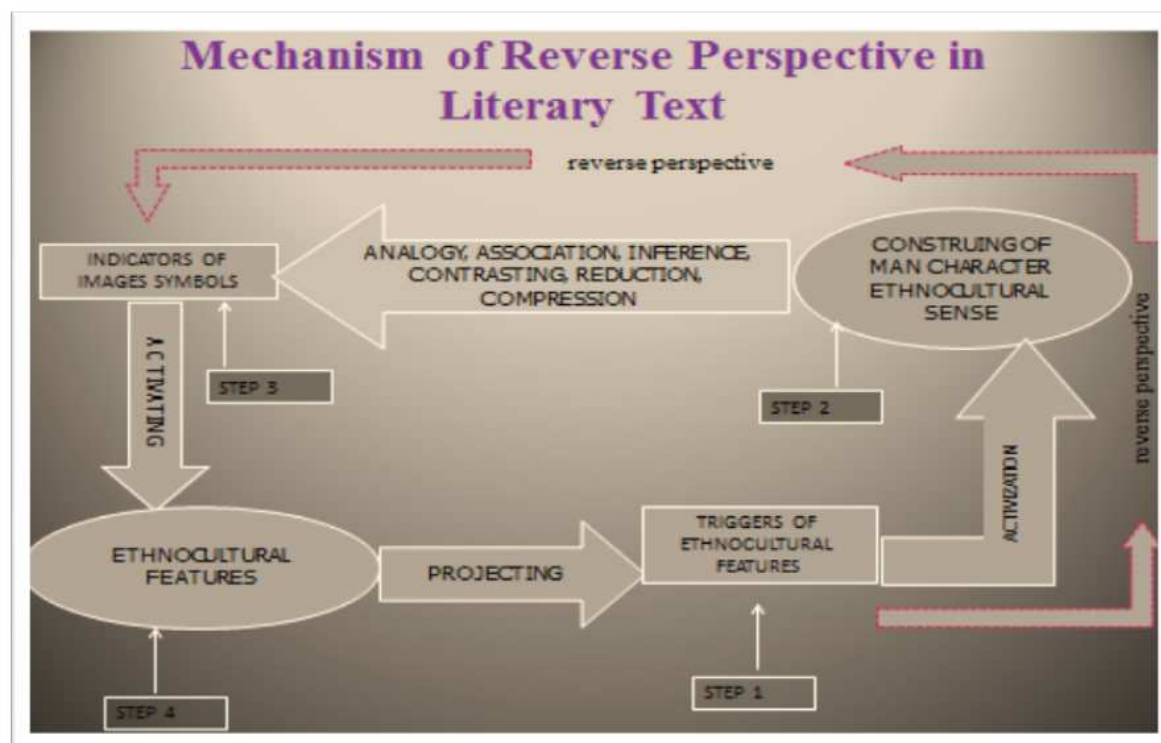 Mechanism of Reverse Perspective in
Literary Text
reverse perspective
INDICATORS OF
IMAGES SYMBOLS
ANALOGY, ASSOCIATION, INFERENCE,
CONTRASTING, REDUCTION,
COMPRESSION
CONSTRUING OF
MAN CHARACTER
ETHNOCULTURAL
SENSE
STEP 3
STEP 2
ACTIVATING
reverse perspective
ACTIVIZATION
ETHNOCULTURAL
FEATURES
PROJECTING
TRIGGERS OF
ETHNOCULTURAL
FEATURES
STEP 4
STEP 1